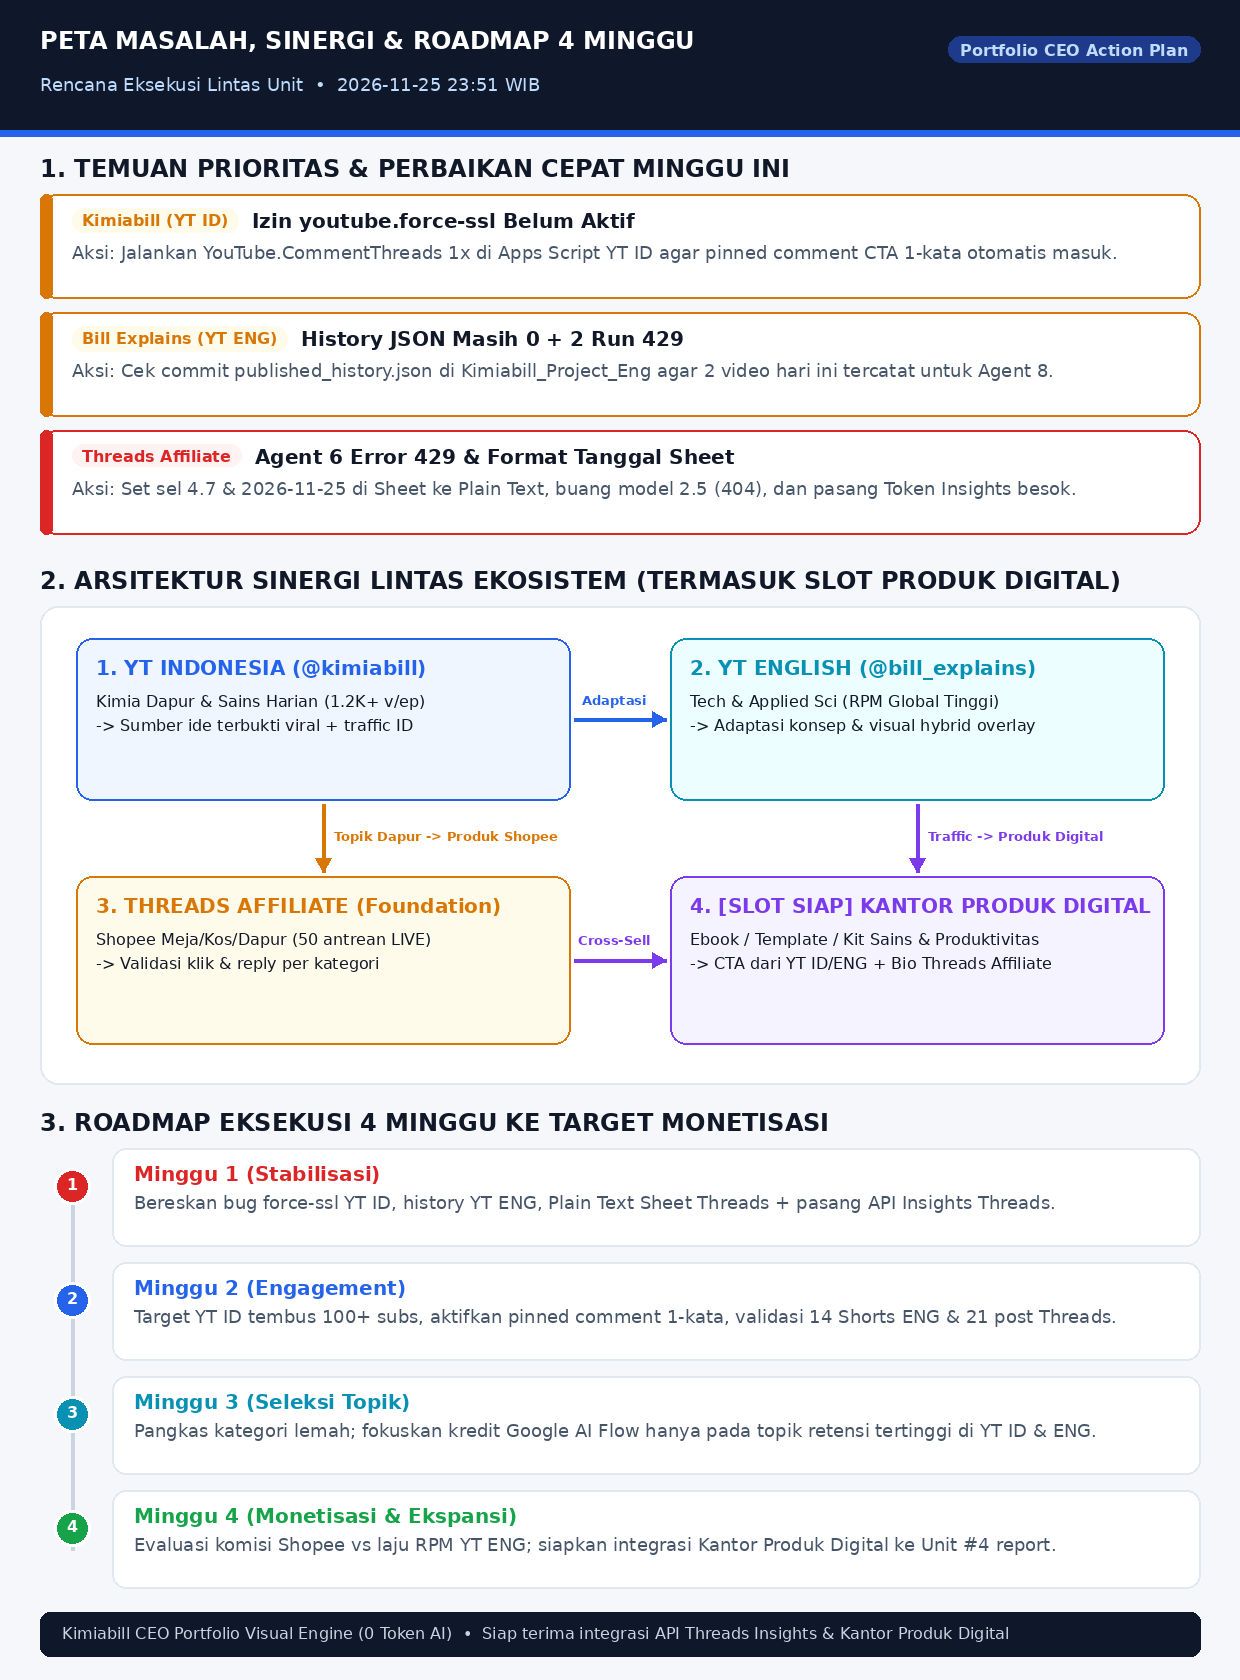 PETA MASALAH, SINERGI & ROADMAP 4 MINGGU
Portfolio CEO Action Plan
Rencana Eksekusi Lintas Unit • 2026-11-25 23:51 WIB
1. TEMUAN PRIORITAS & PERBAIKAN CEPAT MINGGU INI
Kimiabill (YT ID) Izin youtube.force-ssl Belum Aktif
Aksi: Jalankan YouTube.CommentThreads 1x di Apps Script YT ID agar pinned comment CTA 1-kata otomatis masuk.
Bill Explains (YT ENG) History JSON Masih 0 + 2 Run 429
Aksi: Cek commit published_history.json di Kimiabill_Project_Eng agar 2 video hari ini tercatat untuk Agent 8.
Threads Affiliate Agent 6 Error 429 & Format Tanggal Sheet
Aksi: Set sel 4.7 & 2026-11-25 di Sheet ke Plain Text, buang model 2.5 (404), dan pasang Token Insights besok.
2. ARSITEKTUR SINERGI LINTAS EKOSISTEM (TERMASUK SLOT PRODUK DIGITAL)
1. YT INDONESIA (@kimiabill)
Kimia Dapur & Sains Harian (1.2K+ v/ep)
-> Sumber ide terbukti viral + traffic ID
Adaptasi
2. YT ENGLISH (@bill_explains)
Tech & Applied Sci (RPM Global Tinggi)
-> Adaptasi konsep & visual hybrid overlay
Topik Dapur -> Produk Shopee
Traffic -> Produk Digital
3. THREADS AFFILIATE (Foundation)
Shopee Meja/Kos/Dapur (50 antrean LIVE)
-> Validasi klik & reply per kategori
Cross-Sell
4. [SLOT SIAP] KANTOR PRODUK DIGITAL
Ebook / Template / Kit Sains & Produktivitas
-> CTA dari YT ID/ENG + Bio Threads Affiliate
3. ROADMAP EKSEKUSI 4 MINGGU KE TARGET MONETISASI
1
Minggu 1 (Stabilisasi)
Bereskan bug force-ssl YT ID, history YT ENG, Plain Text Sheet Threads + pasang API Insights Threads.
2
Minggu 2 (Engagement)
Target YT ID tembus 100+ subs, aktifkan pinned comment 1-kata, validasi 14 Shorts ENG & 21 post Threads.
3
Minggu 3 (Seleksi Topik)
Pangkas kategori lemah; fokuskan kredit Google AI Flow hanya pada topik retensi tertinggi di YT ID & ENG.
4
Minggu 4 (Monetisasi & Ekspansi)
Evaluasi komisi Shopee vs laju RPM YT ENG; siapkan integrasi Kantor Produk Digital ke Unit #4 report.
Kimiabill CEO Portfolio Visual Engine (0 Token AI) • Siap terima integrasi API Threads Insights & Kantor Produk Digital